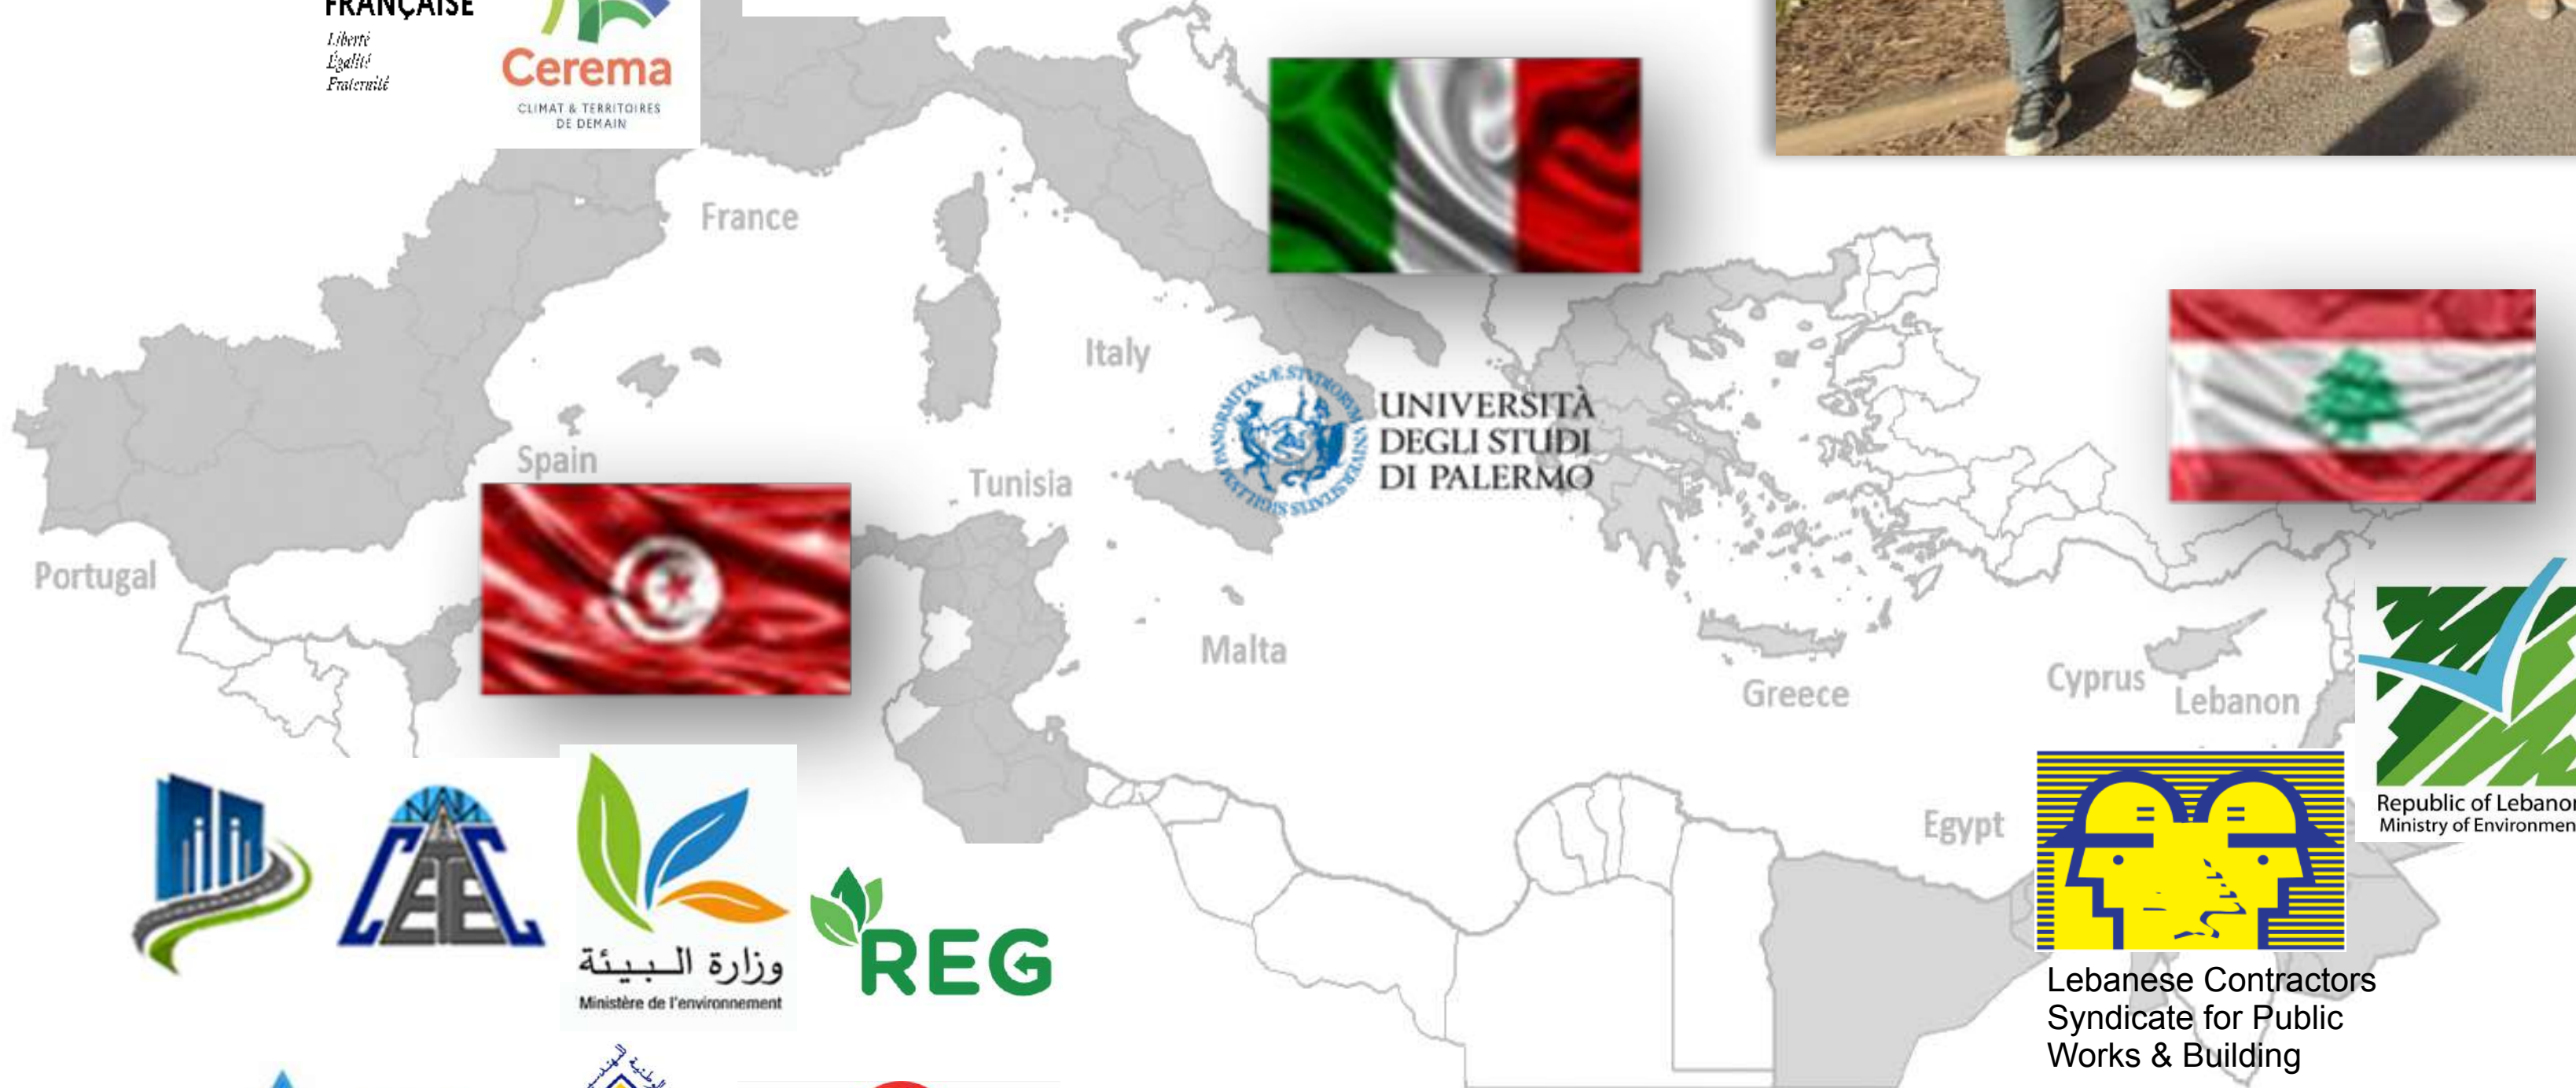 FRANÇAISE
Liberté
Égalité
Fraternité
Cerema
CLIMAT & TERRITOIRES
DE DEMAIN
France
Italy
UNIVERSITÀ
DEGLI STUDI
DI PALERMO
Spain
Tunisia
Portugal
Malta
Greece
Cyprus
Lebanon
Republic of Lebanon
Ministry of Environmen
Egypt
وزارة البيئة
Ministère de l'environnement
REG
Lebanese Contractors
Syndicate for Public
Works & Building